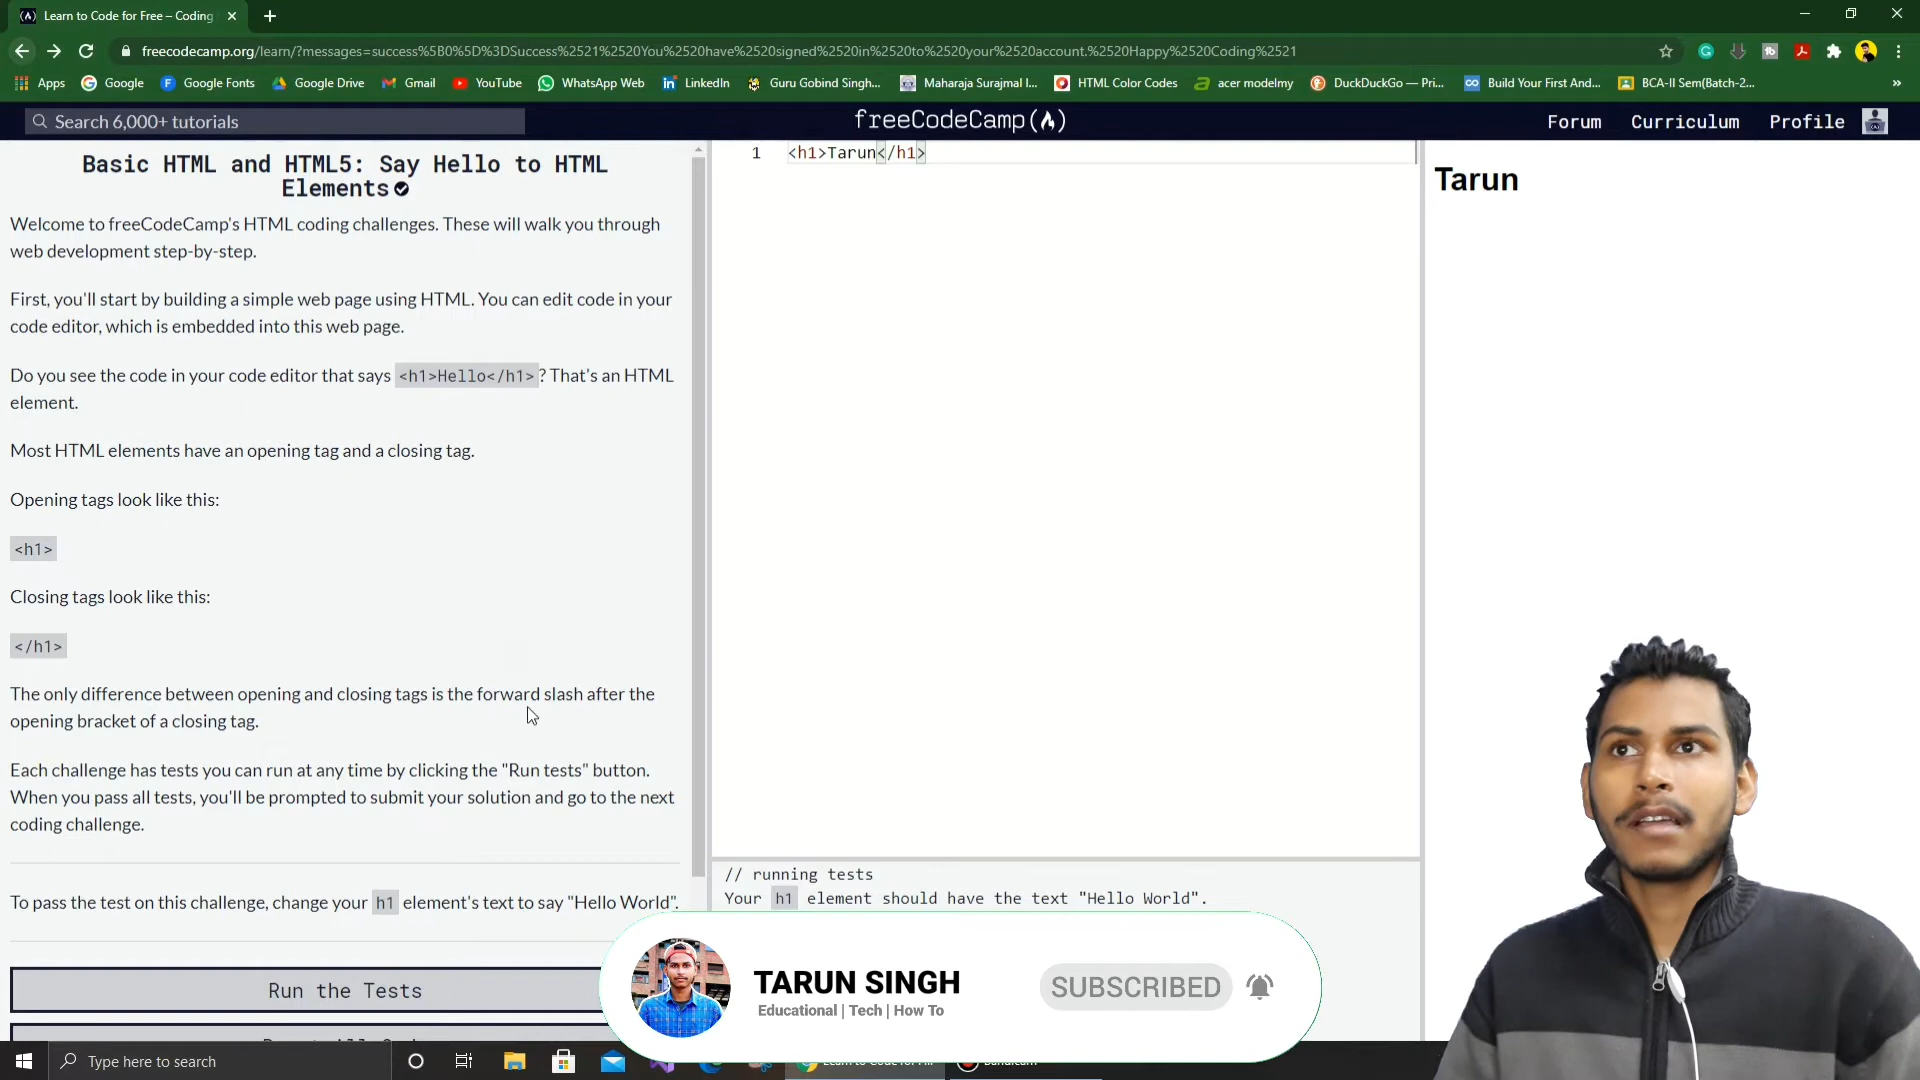 Learn to Code for Free – Coding
freecodecamp.org/learn/?messages=success%5B0%5D%3DSuccess%2521%2520You%2520have%2520signed%2520in%2520to%2520your%2520account.%2520Happy%2520Coding%2521
Apps Google Google Fonts Google Drive Gmail YouTube WhatsApp Web LinkedIn Guru Gobind Singh... Maharaja Surajmal I... HTML Color Codes acer modelmy DuckDuckGo — Pri... Build Your First And... BCA-II Sem(Batch-2... »
Search 6,000+ tutorials
freeCodeCamp
Forum Curriculum Profile
Basic HTML and HTML5: Say Hello to HTML
Elements
Welcome to freeCodeCamp's HTML coding challenges. These will walk you through
web development step-by-step.
First, you'll start by building a simple web page using HTML. You can edit code in your
code editor, which is embedded into this web page.
Do you see the code in your code editor that says <h1>Hello</h1>? That's an HTML
element.
Most HTML elements have an opening tag and a closing tag.
Opening tags look like this:
<h1>
Closing tags look like this:
</h1>
The only difference between opening and closing tags is the forward slash after the
opening bracket of a closing tag.
Each challenge has tests you can run at any time by clicking the "Run tests" button.
When you pass all tests, you'll be prompted to submit your solution and go to the next
coding challenge.
To pass the test on this challenge, change your h1 element's text to say "Hello World".
Run the Tests
1 <h1>Tarun</h1>
Tarun
// running tests
Your h1 element should have the text "Hello World".
TARUN SINGH
Educational | Tech | How To
SUBSCRIBED
Type here to search